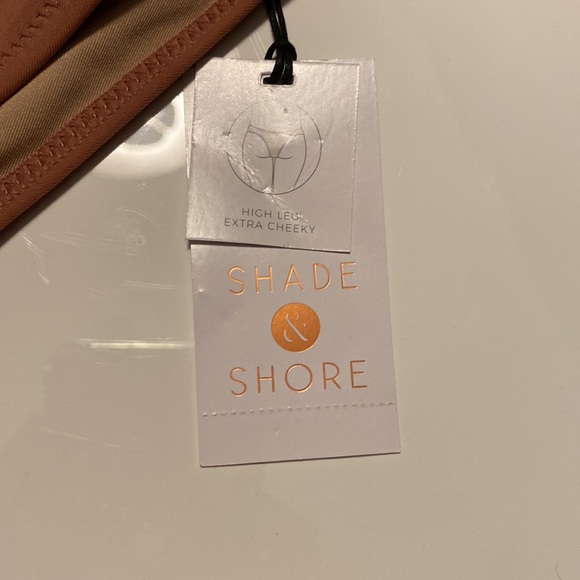 HIGH LEG
EXTRA CHEEKY
SHADE
&
SHORE